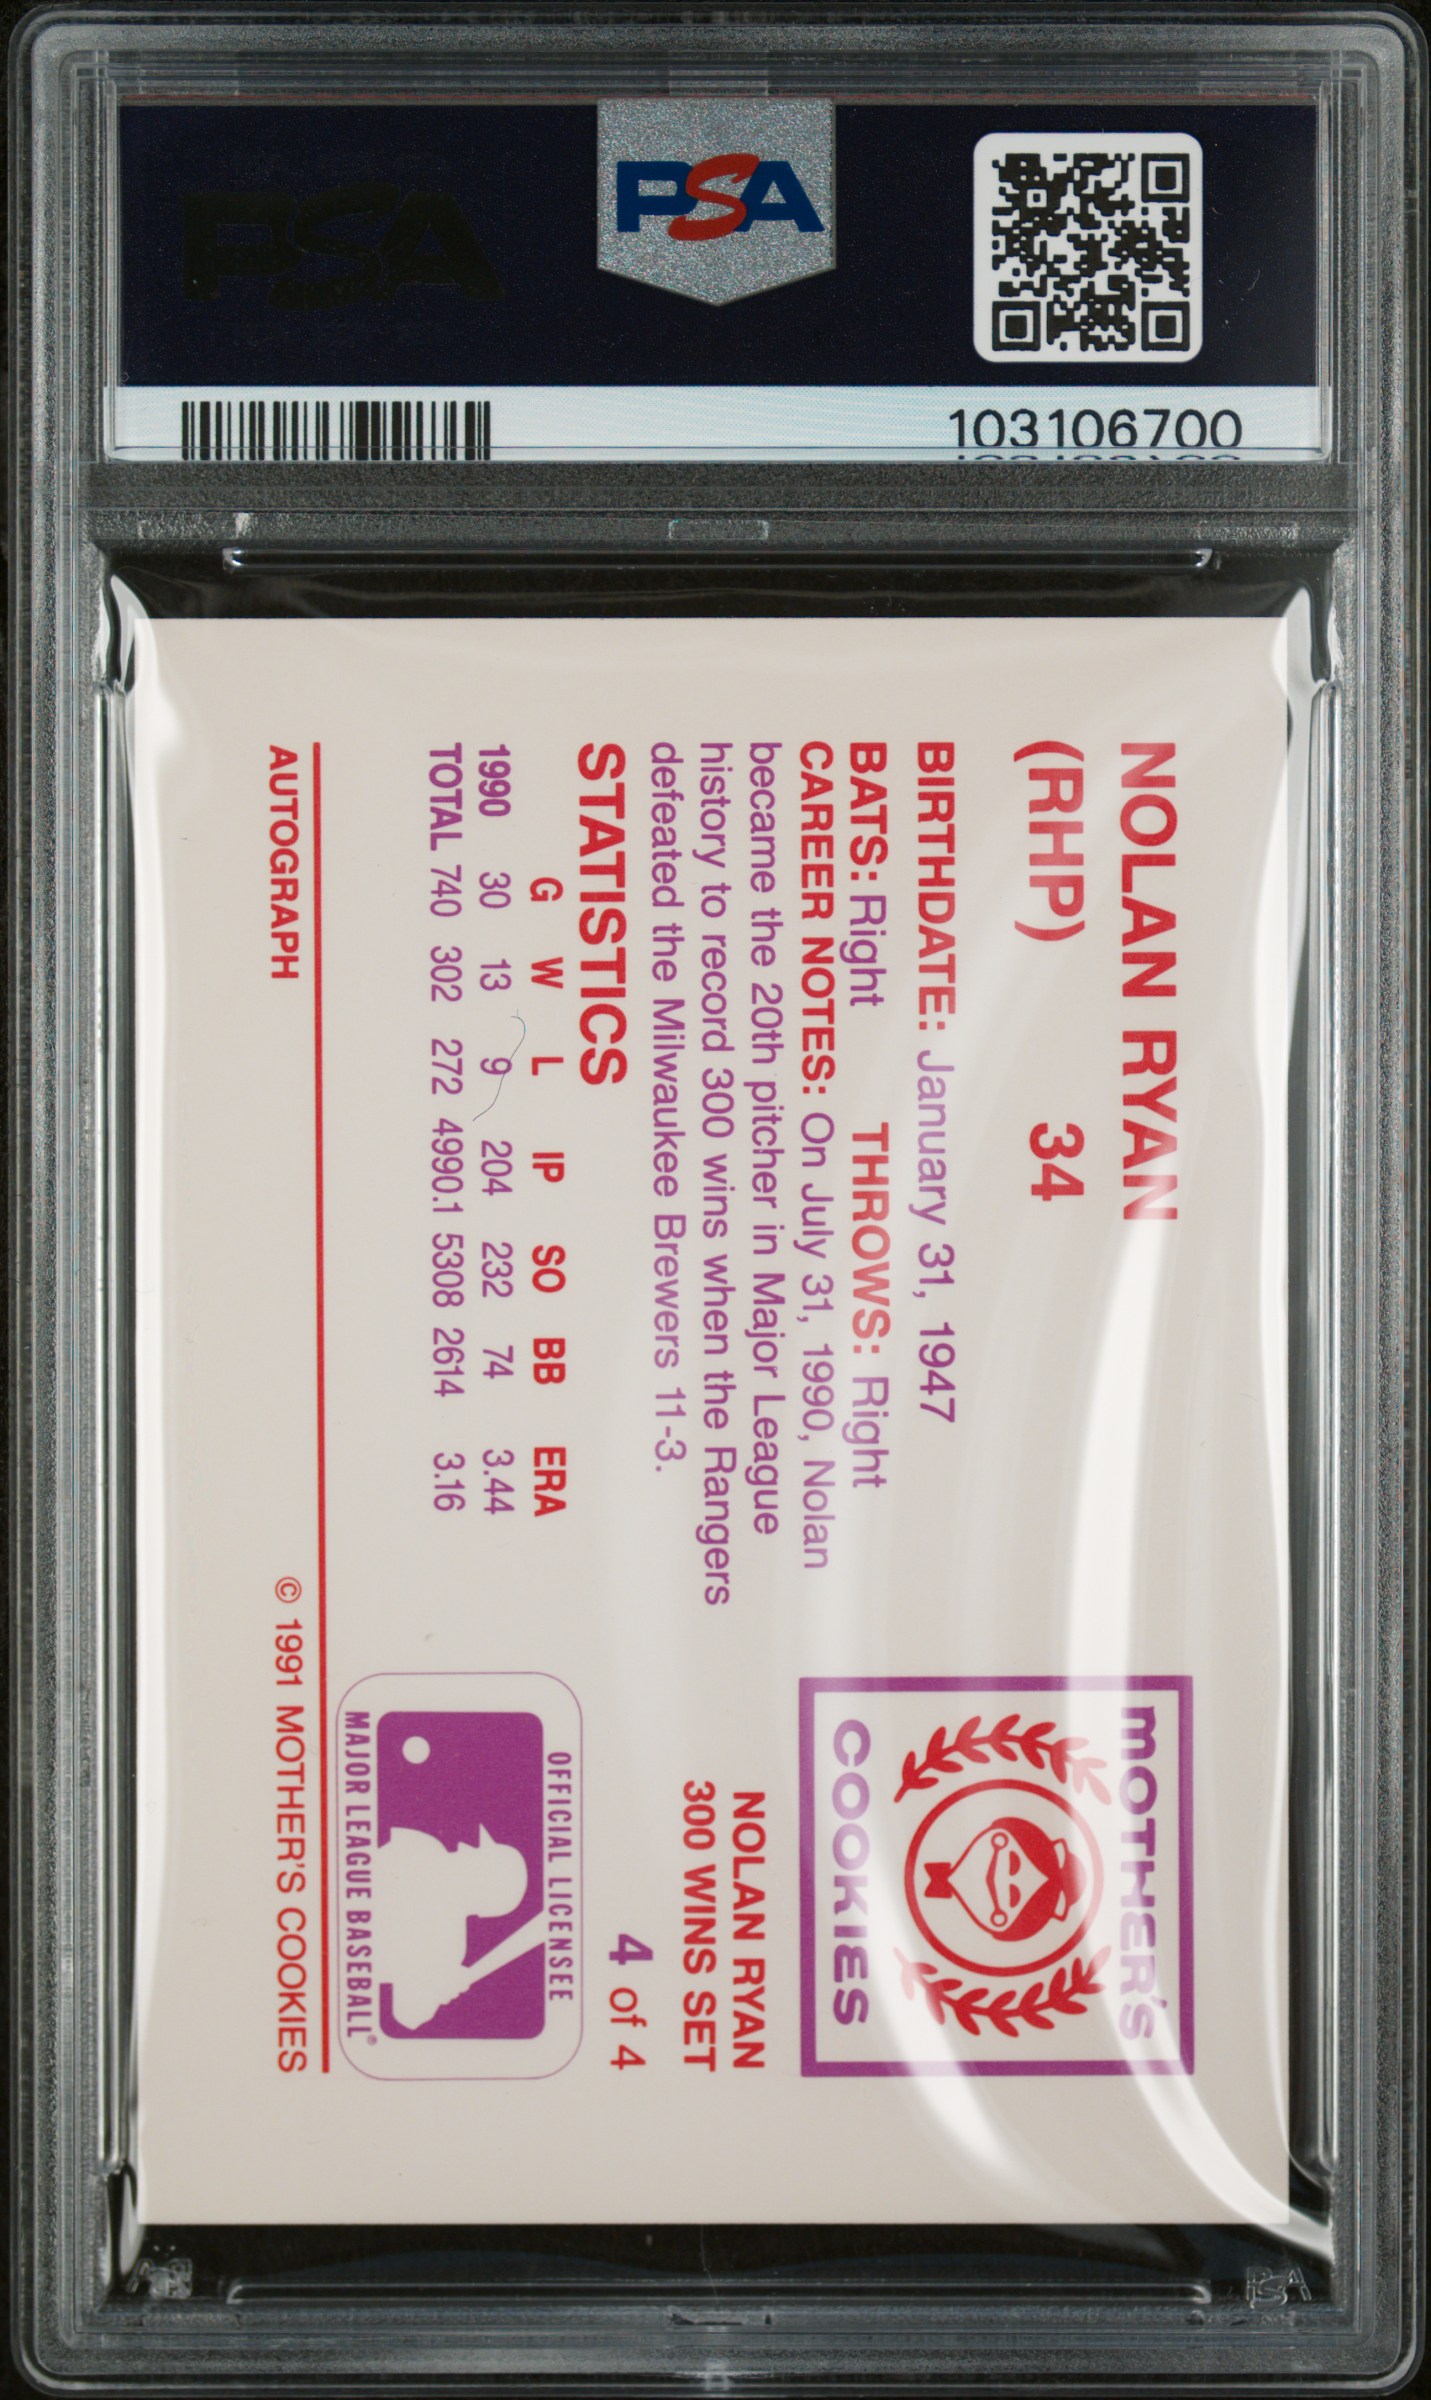 PSA
PSA
103106700
NOLAN RYAN
(RHP) 34
BIRTHDATE: January 31, 1947
BATS: Right THROWS: Right
CAREER NOTES: On July 31, 1990, Nolan
became the 20th pitcher in Major League
history to record 300 wins when the Rangers
defeated the Milwaukee Brewers 11-3.
STATISTICS
G W L IP SO BB ERA
1990 30 13 9 204 232 74 3.44
TOTAL 740 302 272 4990.1 5308 2614 3.16
AUTOGRAPH
MOTHER'S
COOKIES
NOLAN RYAN
300 WINS SET
4 of 4
OFFICIAL LICENSEE
MAJOR LEAGUE BASEBALL®
© 1991 MOTHER'S COOKIES
PSA